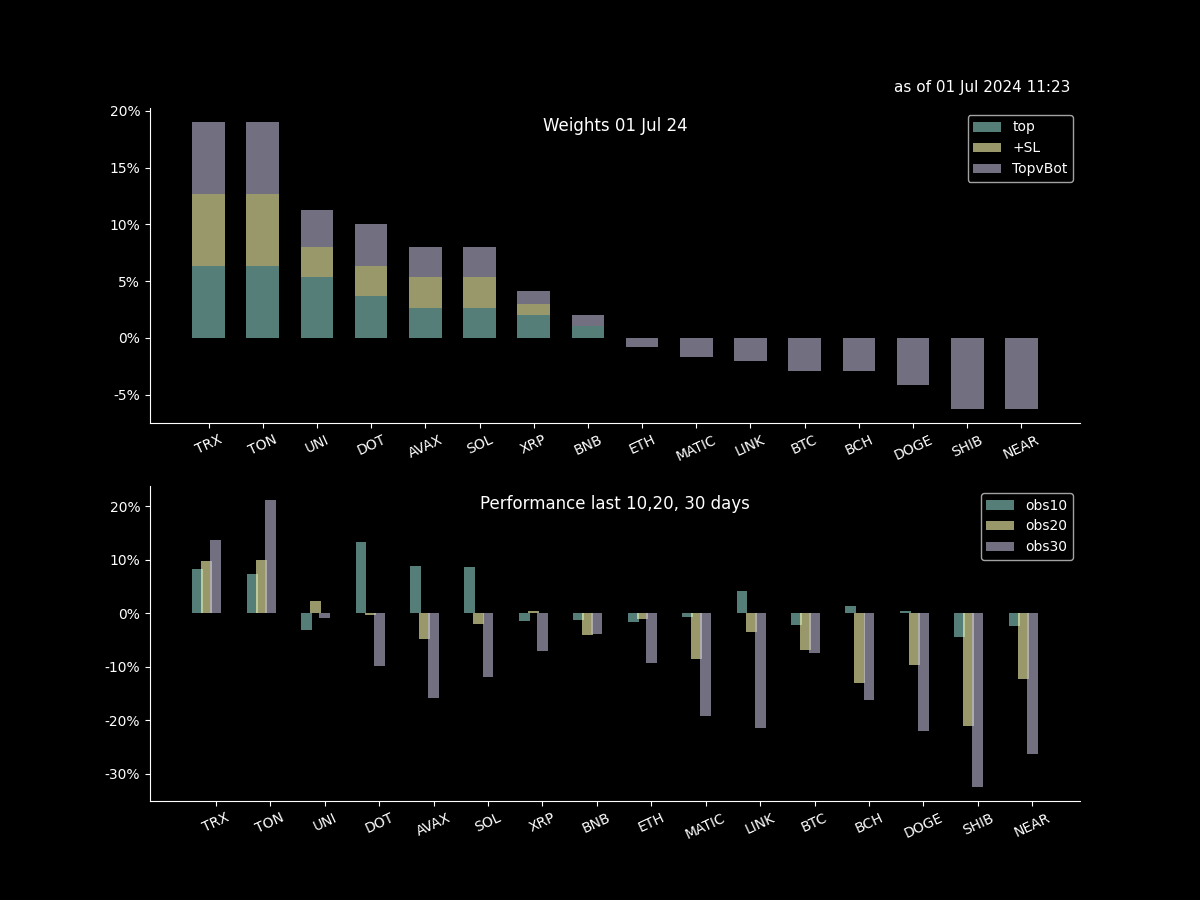 as of 01 Jul 2024 11:23
Weights 01 Jul 24
top
+SL
TopvBot
20%
15%
10%
5%
0%
-5%
TRX TON UNI DOT AVAX SOL XRP BNB ETH MATIC LINK BTC BCH DOGE SHIB NEAR
Performance last 10,20, 30 days
obs10
obs20
obs30
20%
10%
0%
-10%
-20%
-30%
TRX TON UNI DOT AVAX SOL XRP BNB ETH MATIC LINK BTC BCH DOGE SHIB NEAR